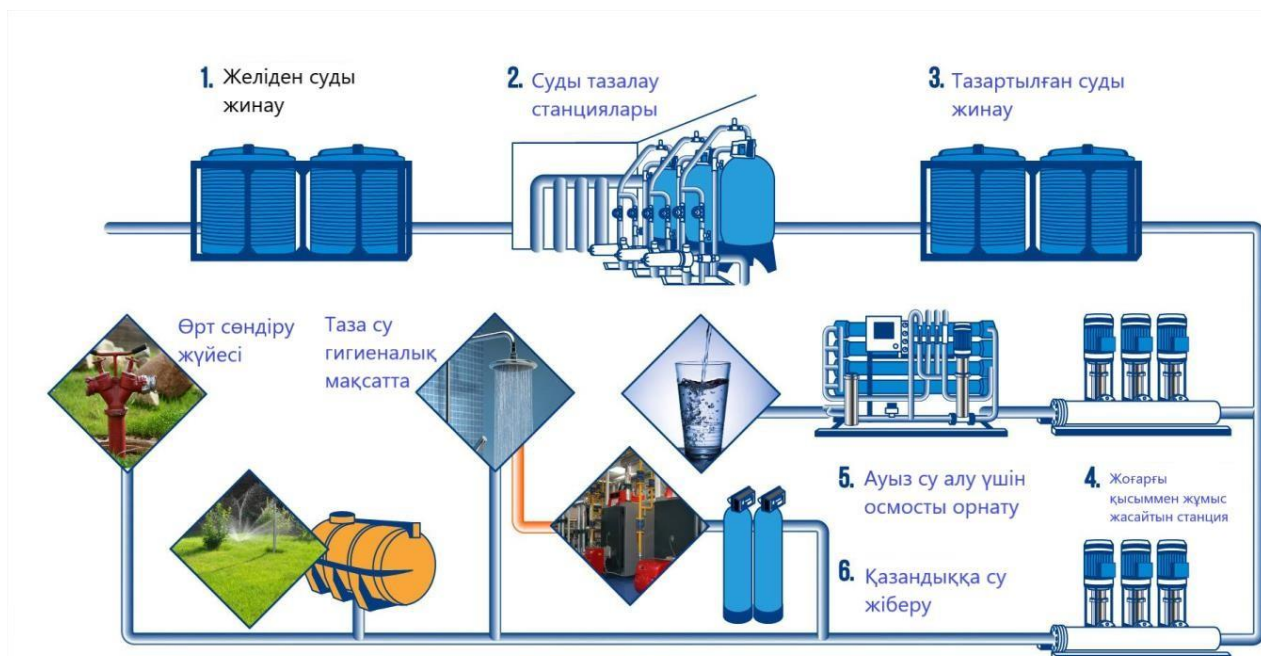 1. Желіден суды
жинау
2. Суды тазалау
станциялары
3. Тазартылған суды
жинау
Өрт сөндіру
жүйесі
Таза су
гигиеналық
мақсатта
5. Ауыз су алу үшін
осмосты орнату
4. Жоғарғы
қысыммен жұмыс
жасайтын станция
6. Қазандыққа су
жіберу